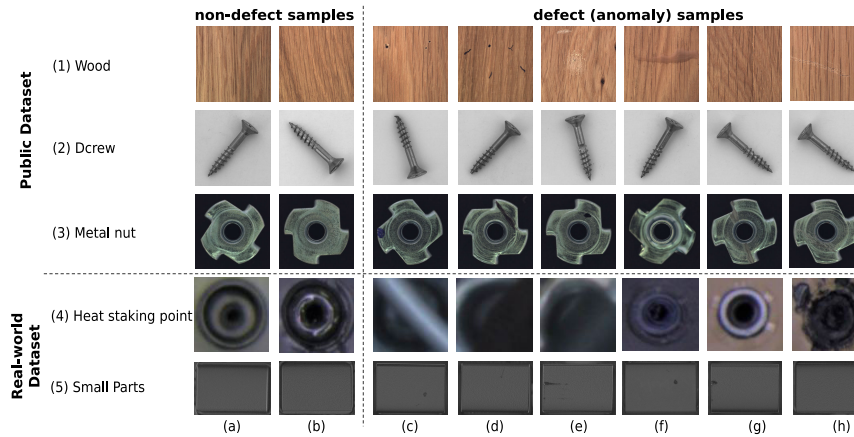 non-defect samples
defect (anomaly) samples
Public Dataset
(1) Wood
(2) Dcrew
(3) Metal nut
Real-world
Dataset
(4) Heat staking point
(5) Small Parts
(a) (b) (c) (d) (e) (f) (g) (h)